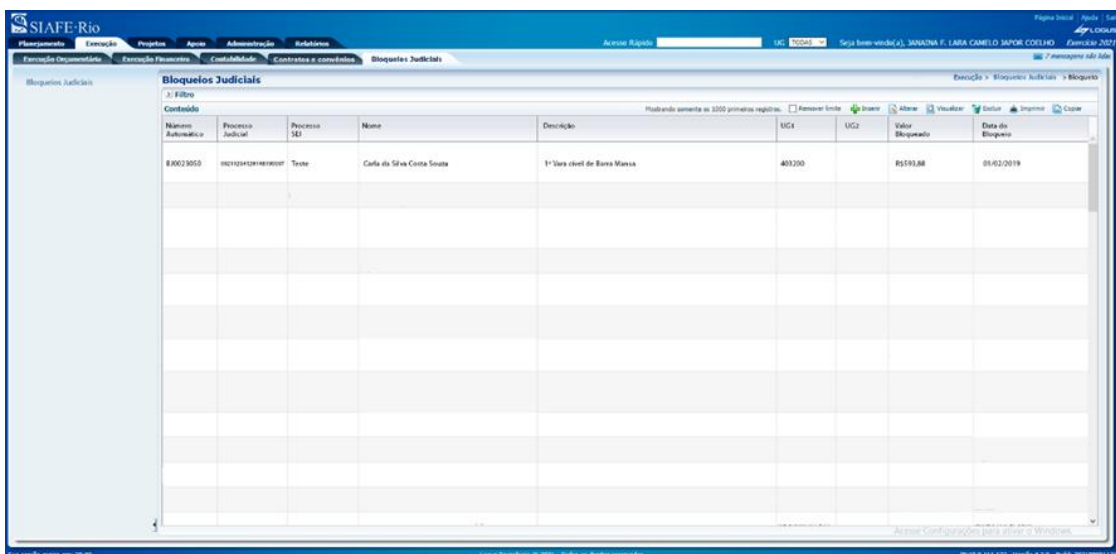 SIAFE-Rio
Página Inicial | Ajuda |
LOGUS
Planejamento Execução Projetos Apoio Administração Relatórios Acesso Rápido UG TODAS Seja bem-vindo(a), JANAINA F. LARA CAMELO JAPOR COELHO Exercício 2021
Execução Orçamentária Execução Financeira Contabilidade Contratos e convênios Bloqueios Judiciais 7 mensagens não lidas
Bloqueios Judiciais
Bloqueios Judiciais Execução > Bloqueios Judiciais > Bloqueio
Filtro
Conteúdo Mostrando somente os 1000 primeiros registros. Remover limite Inserir Alterar Visualizar Excluir Imprimir Copiar
Número Automático Processo Judicial Processo SEI Nome Descrição UG1 UG2 Valor Bloqueado Data do Bloqueio
BJ0023050 Teste Carla da Silva Costa Souza 1ª Vara cível de Barra Mansa 403200 R$593,88 01/02/2019
Acesse Configurações para ativar o Windows.